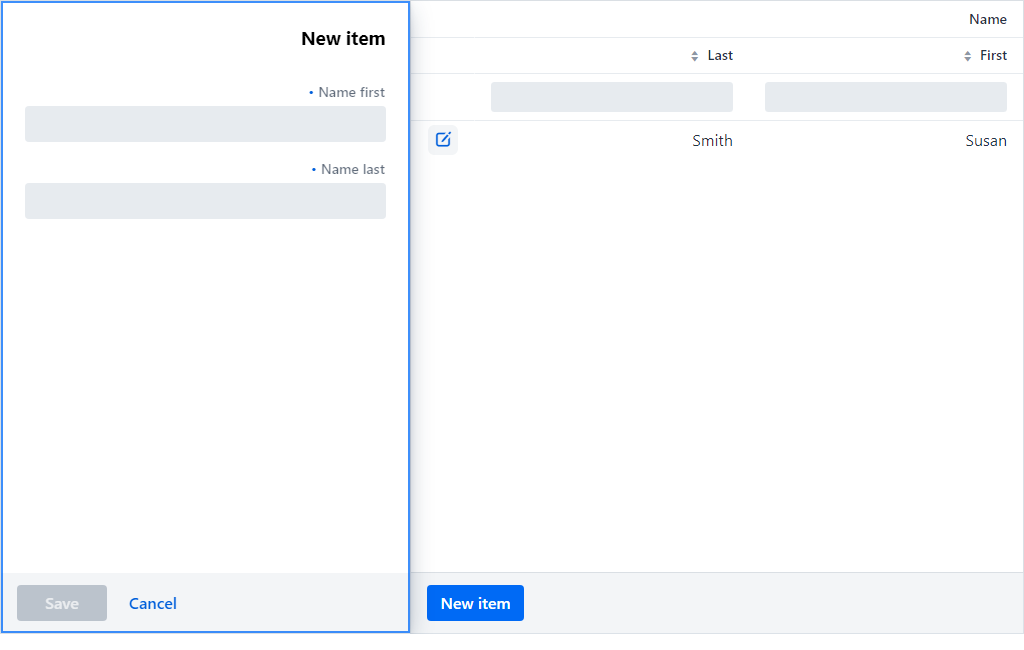 New item
• Name first
• Name last
Save
Cancel
Name
Last
First
Smith
Susan
New item